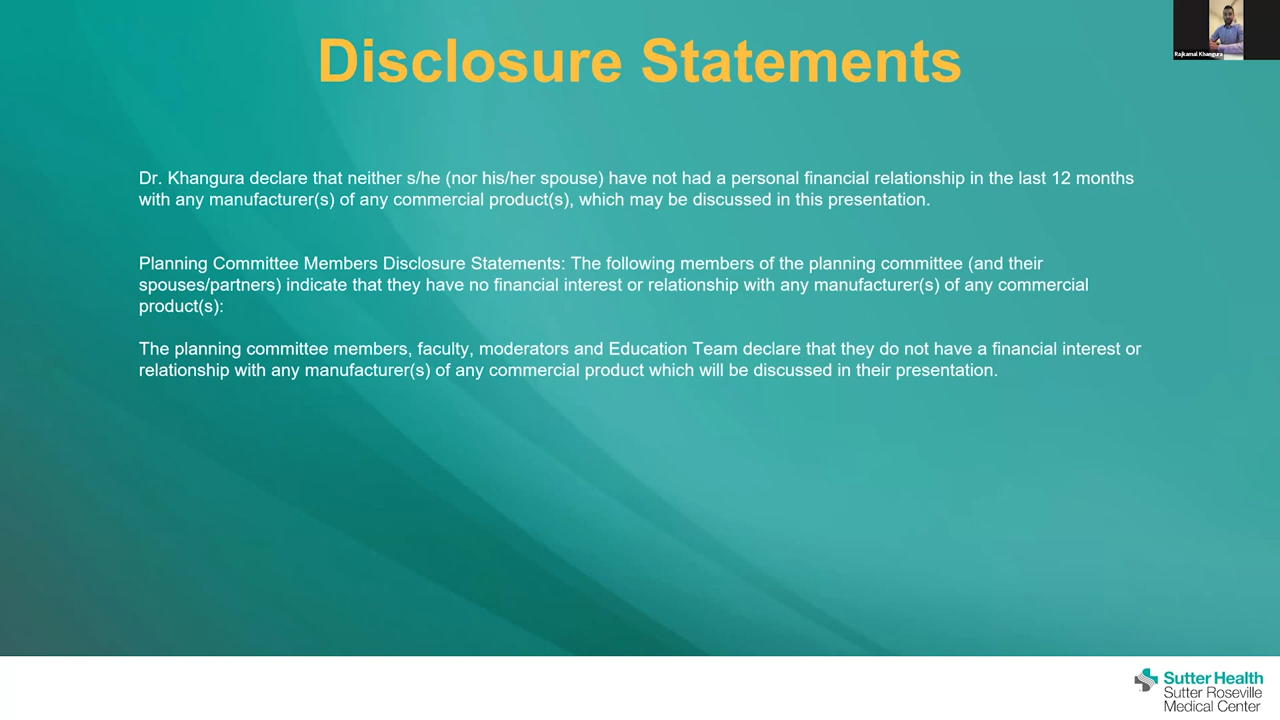 Disclosure Statements
Rajkamal Khangura
Dr. Khangura declare that neither s/he (nor his/her spouse) have not had a personal financial relationship in the last 12 months
with any manufacturer(s) of any commercial product(s), which may be discussed in this presentation.
Planning Committee Members Disclosure Statements: The following members of the planning committee (and their
spouses/partners) indicate that they have no financial interest or relationship with any manufacturer(s) of any commercial
product(s):
The planning committee members, faculty, moderators and Education Team declare that they do not have a financial interest or
relationship with any manufacturer(s) of any commercial product which will be discussed in their presentation.
Sutter Health
Sutter Roseville
Medical Center